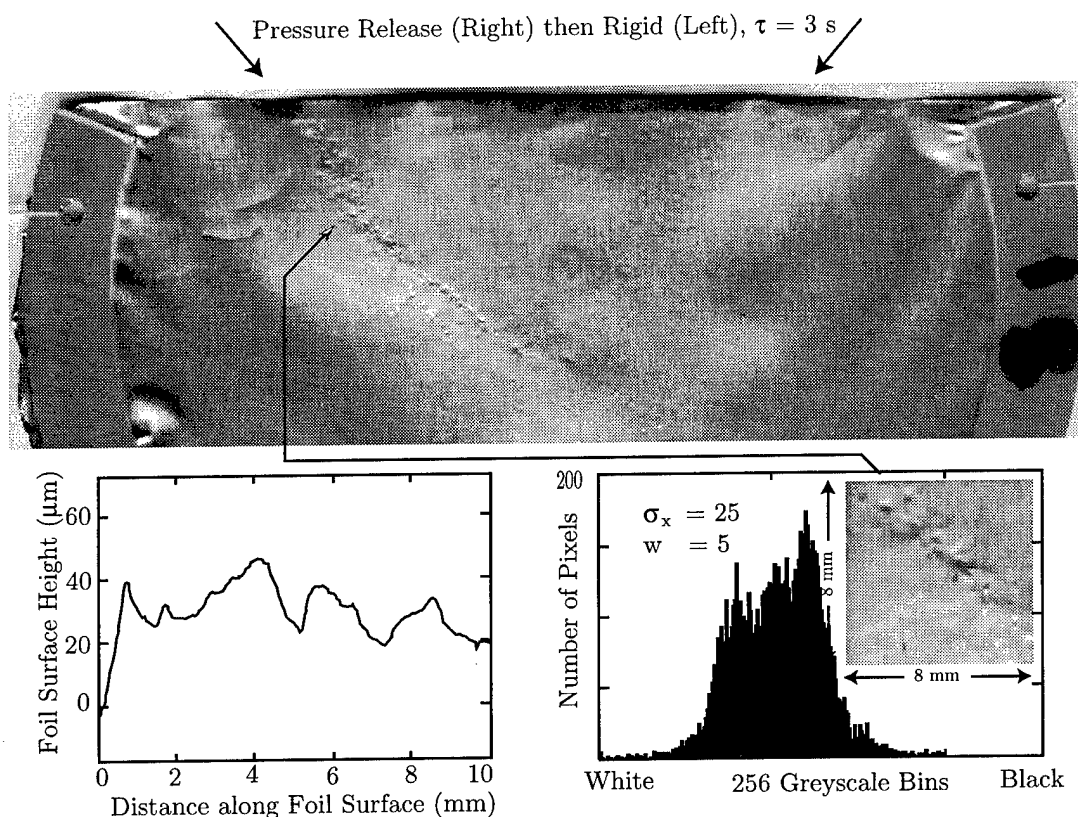 Pressure Release (Right) then Rigid (Left), τ = 3 s
Foil Surface Height (μm)
60
40
20
0
0 2 4 6 8 10
Distance along Foil Surface (mm)
Number of Pixels
200
σx = 25
w = 5
8 mm
8 mm
White 256 Greyscale Bins Black